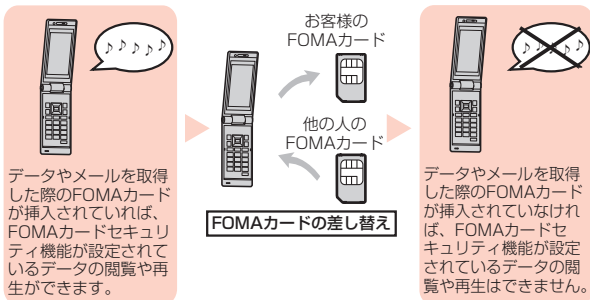 データやメールを取得
した際のFOMAカード
が挿入されていれば、
FOMAカードセキュリ
ティ機能が設定されて
いるデータの閲覧や再
生ができます。
お客様の
FOMAカード
他の人の
FOMAカード
FOMAカードの差し替え
データやメールを取得
した際のFOMAカード
が挿入されていなけれ
ば、FOMAカードセ
キュリティ機能が設定
されているデータの閲
覧や再生はできません。